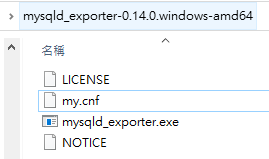 mysqld_exporter-0.14.0.windows-amd64
名稱
LICENSE
my.cnf
mysqld_exporter.exe
NOTICE